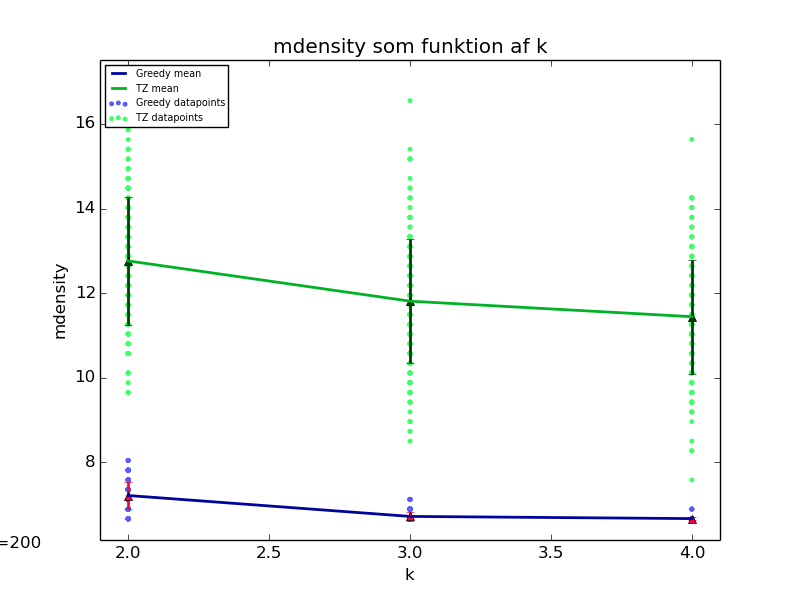 mdensity som funktion af k
Greedy mean
TZ mean
Greedy datapoints
TZ datapoints
16
14
12
10
8
mdensity
=200
2.0 2.5 3.0 3.5 4.0
k